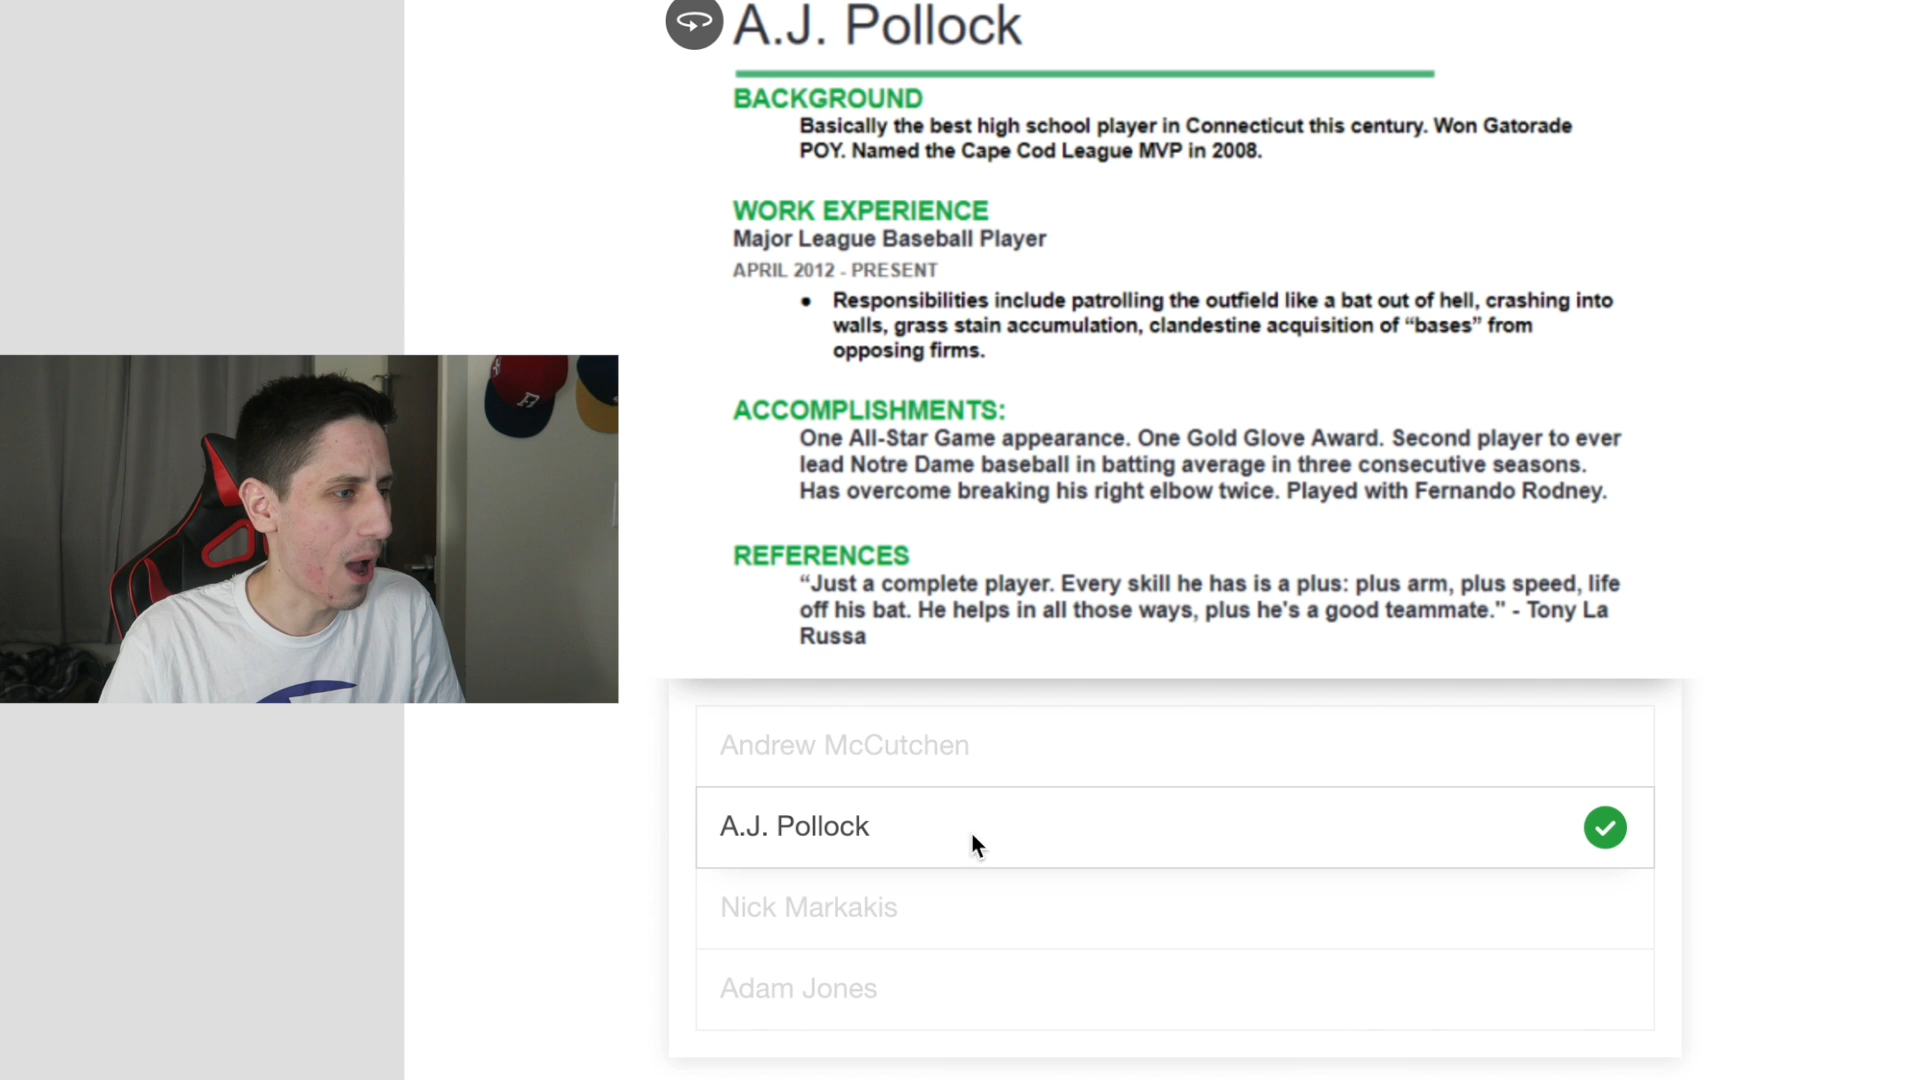 A.J. Pollock
BACKGROUND
Basically the best high school player in Connecticut this century. Won Gatorade
POY. Named the Cape Cod League MVP in 2008.
WORK EXPERIENCE
Major League Baseball Player
APRIL 2012 - PRESENT
● Responsibilities include patrolling the outfield like a bat out of hell, crashing into
walls, grass stain accumulation, clandestine acquisition of “bases” from
opposing firms.
ACCOMPLISHMENTS:
One All-Star Game appearance. One Gold Glove Award. Second player to ever
lead Notre Dame baseball in batting average in three consecutive seasons.
Has overcome breaking his right elbow twice. Played with Fernando Rodney.
REFERENCES
“Just a complete player. Every skill he has is a plus: plus arm, plus speed, life
off his bat. He helps in all those ways, plus he's a good teammate." - Tony La
Russa
Andrew McCutchen
A.J. Pollock
Nick Markakis
Adam Jones